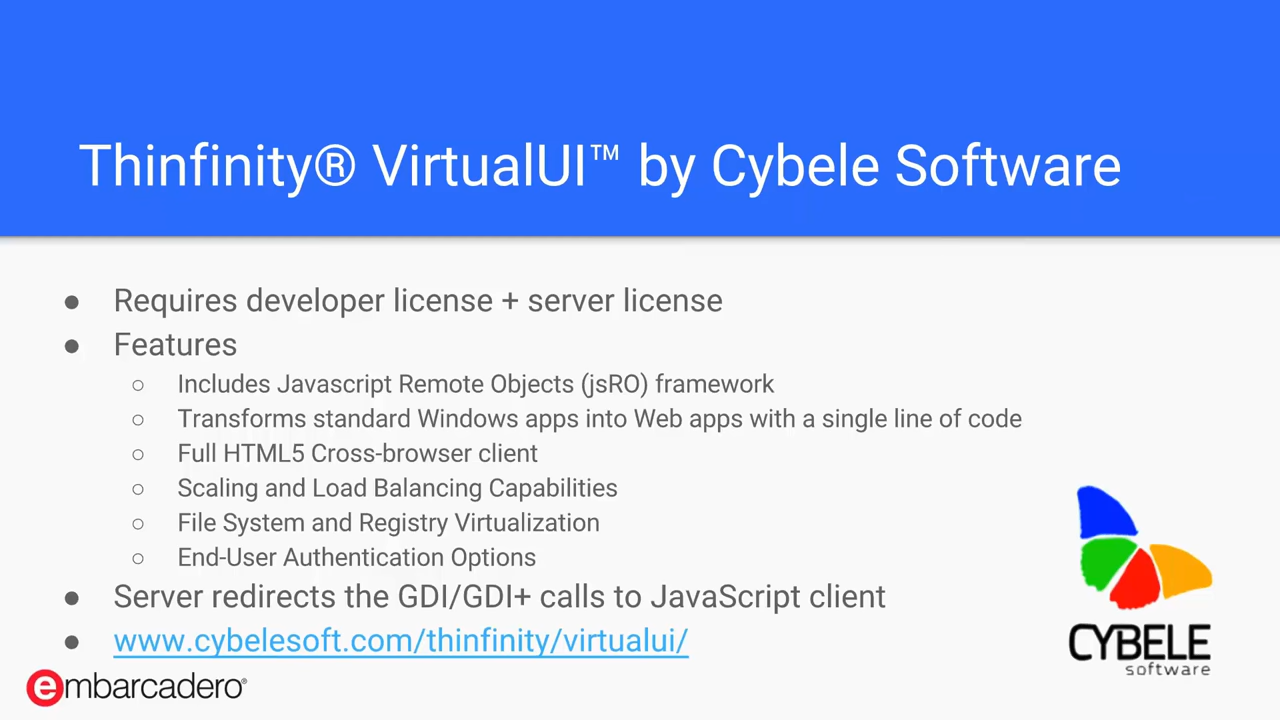 Thinfinity® VirtualUI™ by Cybele Software
● Requires developer license + server license
● Features
○ Includes Javascript Remote Objects (jsRO) framework
○ Transforms standard Windows apps into Web apps with a single line of code
○ Full HTML5 Cross-browser client
○ Scaling and Load Balancing Capabilities
○ File System and Registry Virtualization
○ End-User Authentication Options
● Server redirects the GDI/GDI+ calls to JavaScript client
● www.cybelesoft.com/thinfinity/virtualui/
CYBELE
software
embarcadero®